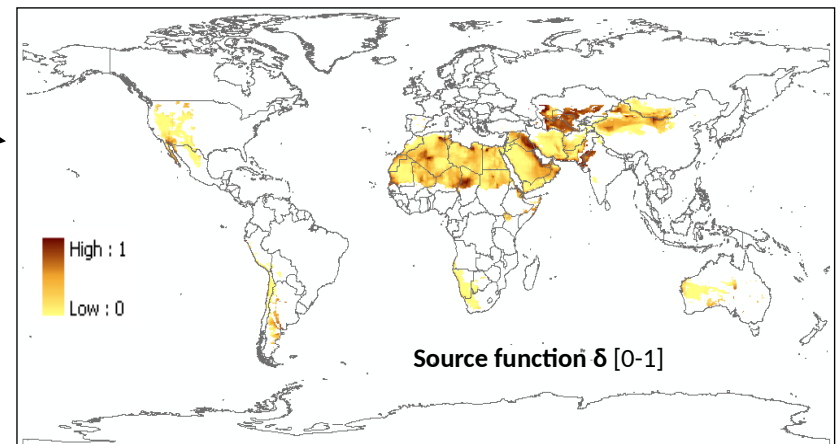 High : 1
Low : 0
Source function δ [0-1]